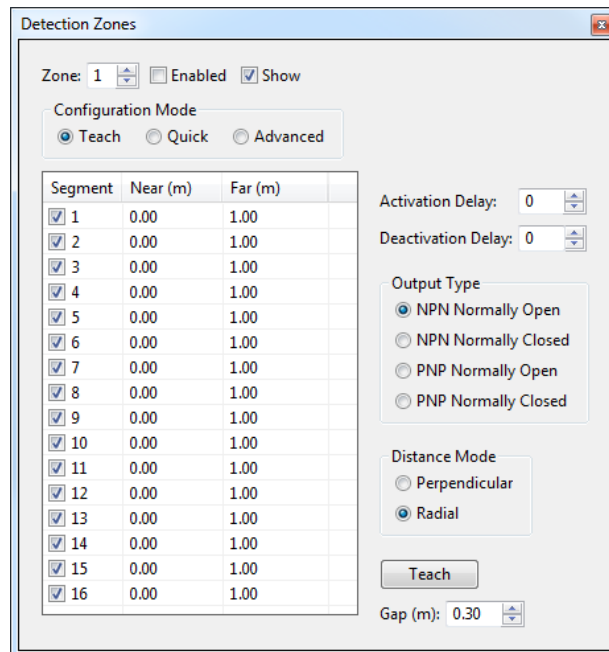 Detection Zones
Zone: 1 Enabled Show
Configuration Mode
Teach Quick Advanced
Segment Near (m) Far (m)
1 0.00 1.00
2 0.00 1.00
3 0.00 1.00
4 0.00 1.00
5 0.00 1.00
6 0.00 1.00
7 0.00 1.00
8 0.00 1.00
9 0.00 1.00
10 0.00 1.00
11 0.00 1.00
12 0.00 1.00
13 0.00 1.00
14 0.00 1.00
15 0.00 1.00
16 0.00 1.00
Activation Delay: 0
Deactivation Delay: 0
Output Type
NPN Normally Open
NPN Normally Closed
PNP Normally Open
PNP Normally Closed
Distance Mode
Perpendicular
Radial
Teach
Gap (m): 0.30